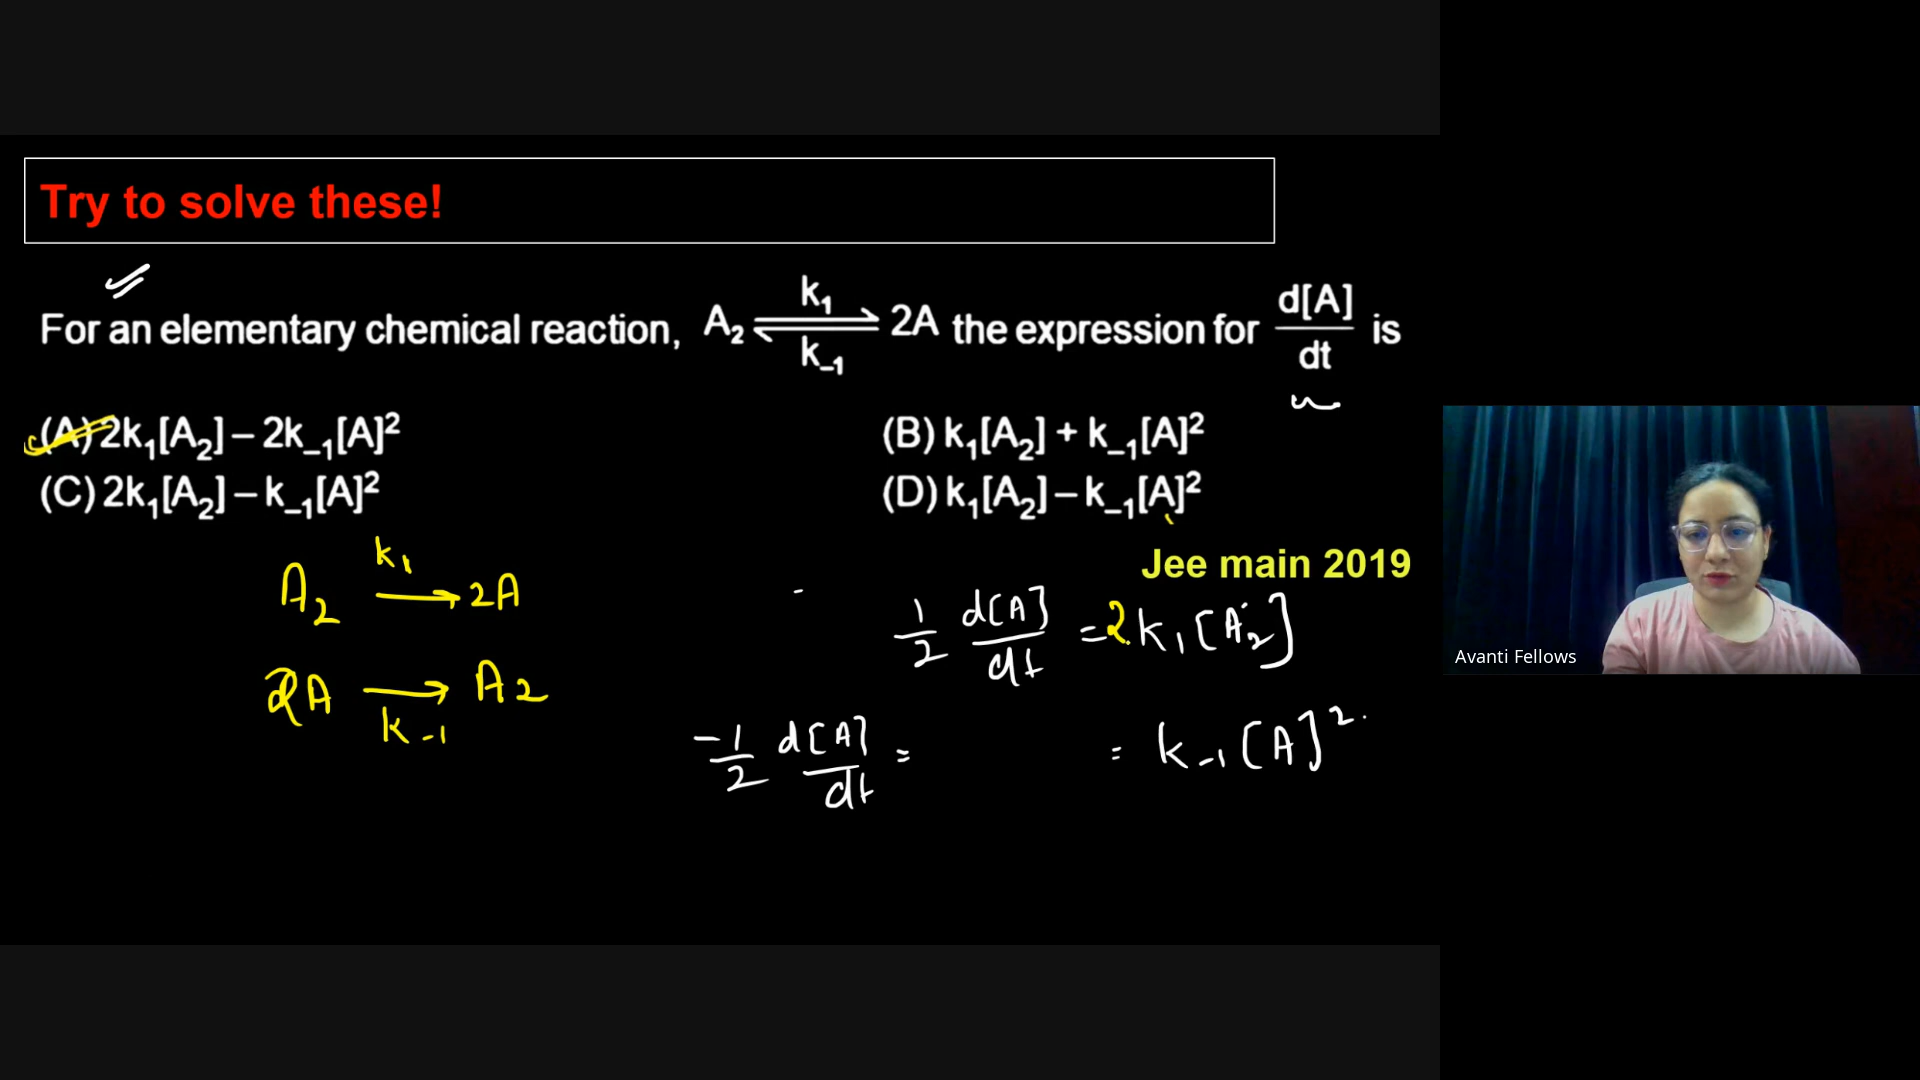 Try to solve these!
For an elementary chemical reaction, A₂ ⇌ 2A the expression for d[A]/dt is
k₁
k₋₁
(A) 2k₁[A₂] – 2k₋₁[A]²
(B) k₁[A₂] + k₋₁[A]²
(C) 2k₁[A₂] – k₋₁[A]²
(D) k₁[A₂] – k₋₁[A]²
Jee main 2019
A₂ —k₁→ 2A
1/2 d[A]/dt = 2k₁[A₂]
2A —k₋₁→ A₂
-1/2 d[A]/dt = = k₋₁[A]²
Avanti Fellows